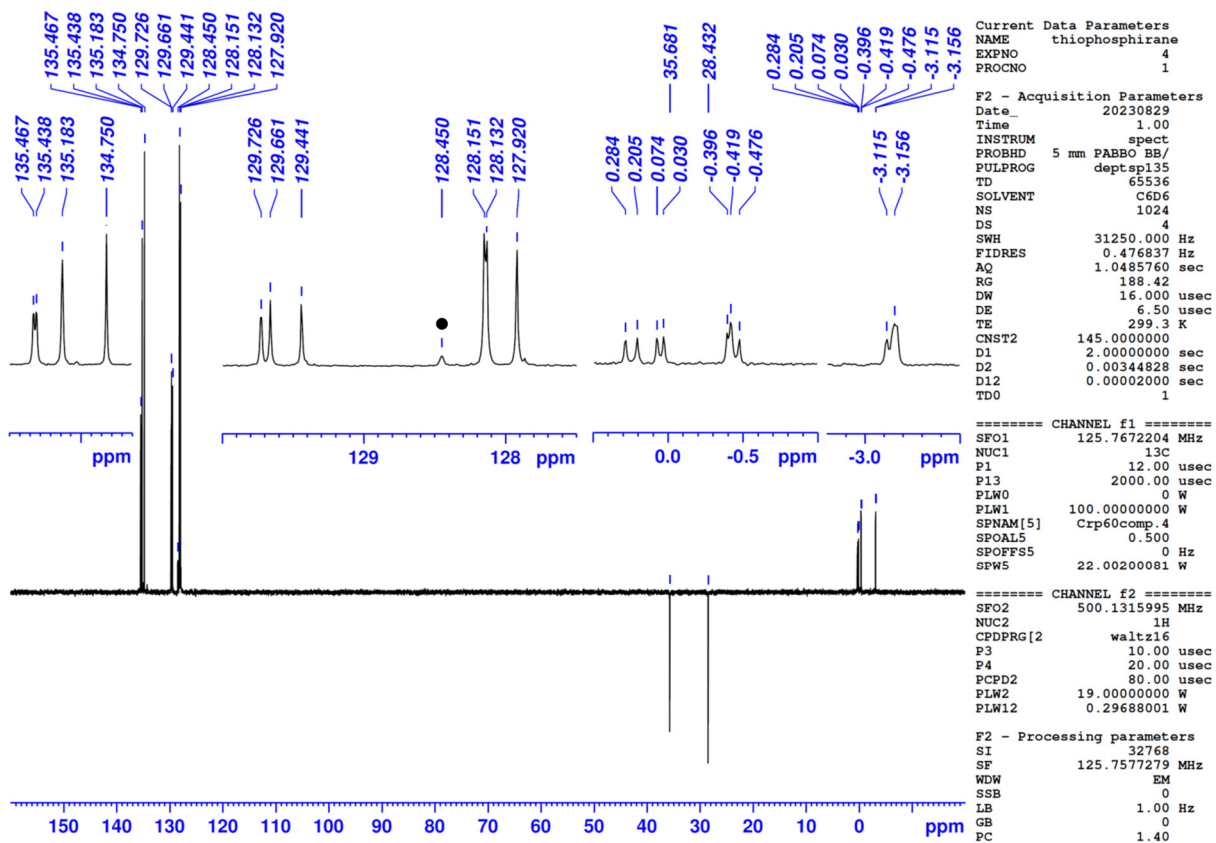 135.467
135.438
135.183
134.750
129.726
129.661
129.441
128.450
128.151
128.132
127.920
35.681
28.432
0.284
0.205
0.074
0.030
-0.396
-0.419
-0.476
-3.115
-3.156
135.467
135.438
135.183
134.750
129.726
129.661
129.441
128.450
128.151
128.132
127.920
0.284
0.205
0.074
0.030
-0.396
-0.419
-0.476
-3.115
-3.156
ppm
129 128 ppm
0.0 -0.5 ppm
-3.0 ppm
150 140 130 120 110 100 90 80 70 60 50 40 30 20 10 0 ppm
Current Data Parameters
NAME thiophosphirane
EXPNO 4
PROCNO 1
F2 - Acquisition Parameters
Date_ 20230829
Time 1.00
INSTRUM spect
PROBHD 5 mm PABBO BB/
PULPROG deptsp135
TD 65536
SOLVENT C6D6
NS 1024
DS 4
SWH 31250.000 Hz
FIDRES 0.476837 Hz
AQ 1.0485760 sec
RG 188.42
DW 16.000 usec
DE 6.50 usec
TE 299.3 K
CNST2 145.0000000
D1 2.00000000 sec
D2 0.00344828 sec
D12 0.00002000 sec
TD0 1
======== CHANNEL f1 ========
SFO1 125.7672204 MHz
NUC1 13C
P1 12.00 usec
P13 2000.00 usec
PLW0 0 W
PLW1 100.00000000 W
SPNAM[5] Crp60comp.4
SPOAL5 0.500
SPOFFS5 0 Hz
SPW5 22.00200081 W
======== CHANNEL f2 ========
SFO2 500.1315995 MHz
NUC2 1H
CPDPRG[2 waltz16
P3 10.00 usec
P4 20.00 usec
PCPD2 80.00 usec
PLW2 19.00000000 W
PLW12 0.29688001 W
F2 - Processing parameters
SI 32768
SF 125.7577279 MHz
WDW EM
SSB 0
LB 1.00 Hz
GB 0
PC 1.40